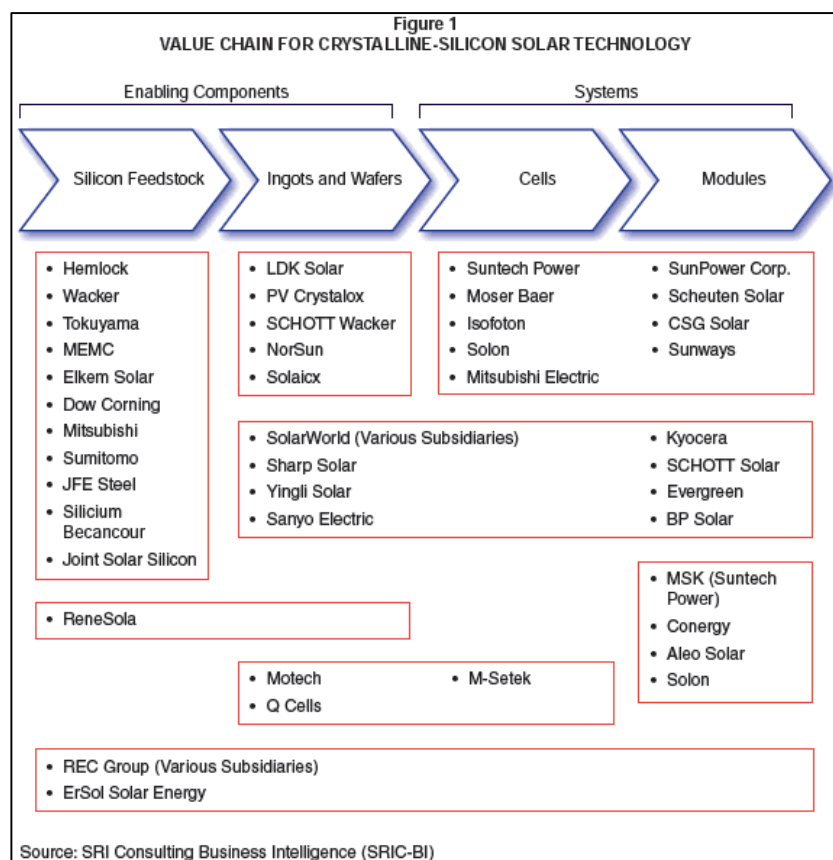 Figure 1
VALUE CHAIN FOR CRYSTALLINE-SILICON SOLAR TECHNOLOGY
Enabling Components
Systems
Silicon Feedstock
Ingots and Wafers
Cells
Modules
• Hemlock
• Wacker
• Tokuyama
• MEMC
• Elkem Solar
• Dow Corning
• Mitsubishi
• Sumitomo
• JFE Steel
• Silicium
Becancour
• Joint Solar Silicon
• LDK Solar
• PV Crystalox
• SCHOTT Wacker
• NorSun
• Solaicx
• Suntech Power
• Moser Baer
• Isofoton
• Solon
• Mitsubishi Electric
• SunPower Corp.
• Scheuten Solar
• CSG Solar
• Sunways
• SolarWorld (Various Subsidiaries)
• Sharp Solar
• Yingli Solar
• Sanyo Electric
• Kyocera
• SCHOTT Solar
• Evergreen
• BP Solar
• MSK (Suntech
Power)
• Conergy
• Aleo Solar
• Solon
• ReneSola
• Motech
• Q Cells
• M-Setek
• REC Group (Various Subsidiaries)
• ErSol Solar Energy
Source: SRI Consulting Business Intelligence (SRIC-BI)